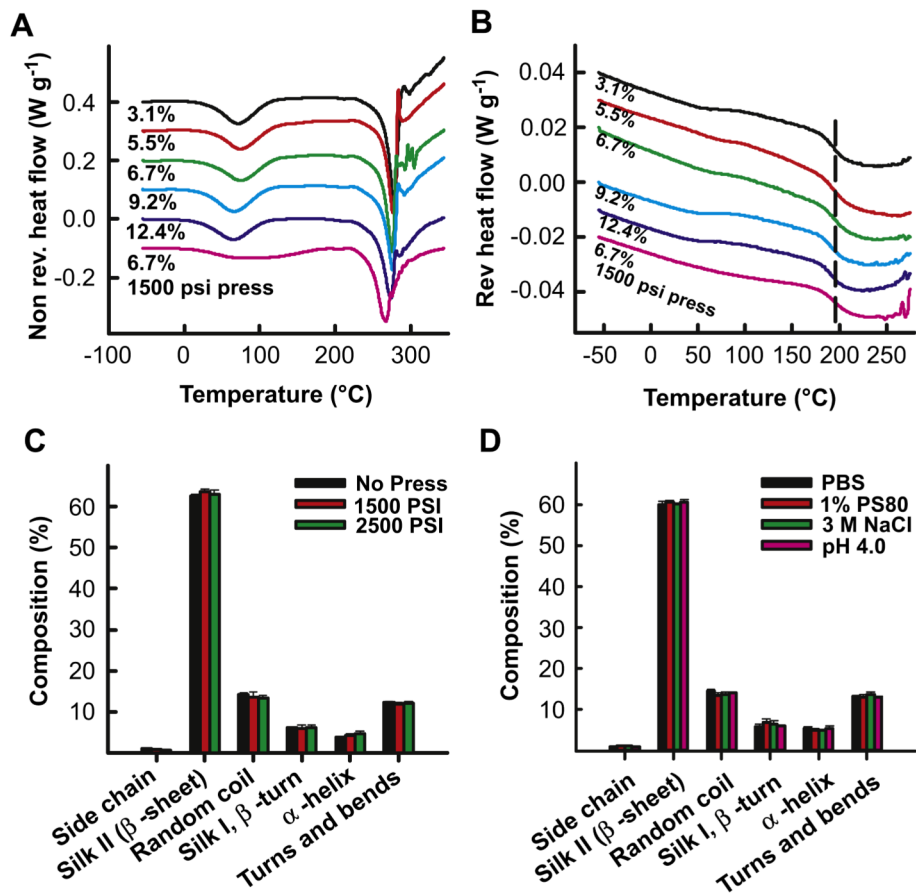 A
Non rev. heat flow (W g-1)
0.4
0.2
0.0
-0.2
3.1%
5.5%
6.7%
9.2%
12.4%
6.7%
1500 psi press
-100 0 100 200 300
Temperature (°C)
B
Rev heat flow (W g-1)
0.04
0.02
0.00
-0.02
-0.04
3.1%
5.5%
6.7%
9.2%
12.4%
6.7%
1500 psi press
-50 0 50 100 150 200 250
Temperature (°C)
C
Composition (%)
60
50
40
30
20
10
No Press
1500 PSI
2500 PSI
Side chain
Silk II (β-sheet)
Random coil
Silk I, β-turn
α-helix
Turns and bends
D
Composition (%)
60
50
40
30
20
10
PBS
1% PS80
3 M NaCl
pH 4.0
Side chain
Silk II (β-sheet)
Random coil
Silk I, β-turn
α-helix
Turns and bends